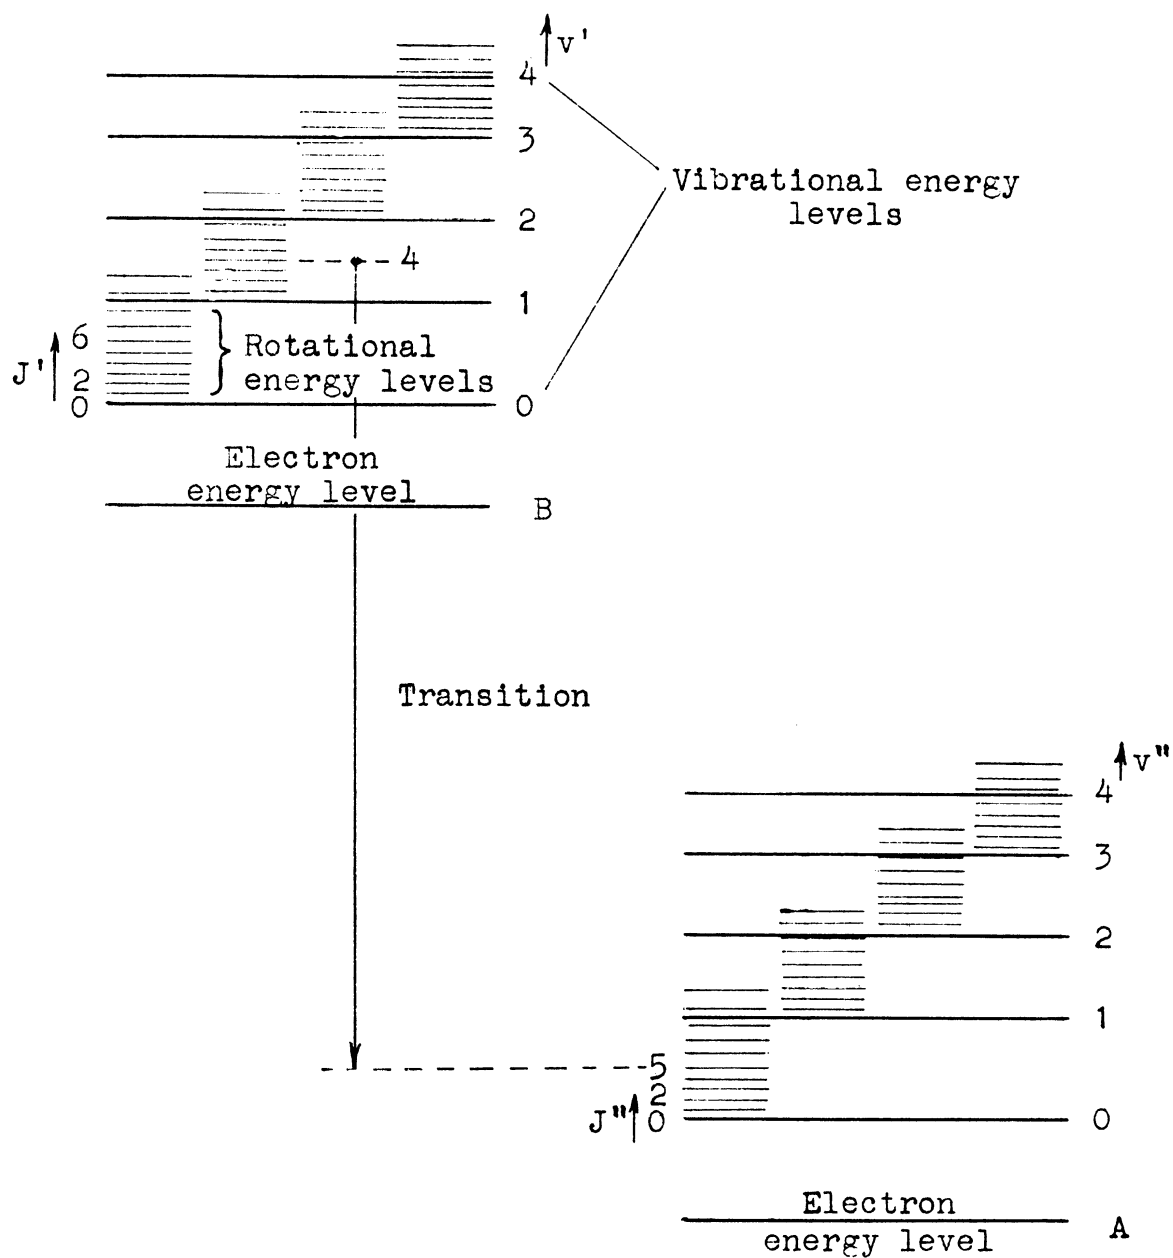 v'
4
3
Vibrational energy
levels
2
4
1
6
J'
2
0
Rotational
energy levels
0
Electron
energy level
B
Transition
v"
4
3
2
1
5
2
J" 0
0
Electron
energy level
A